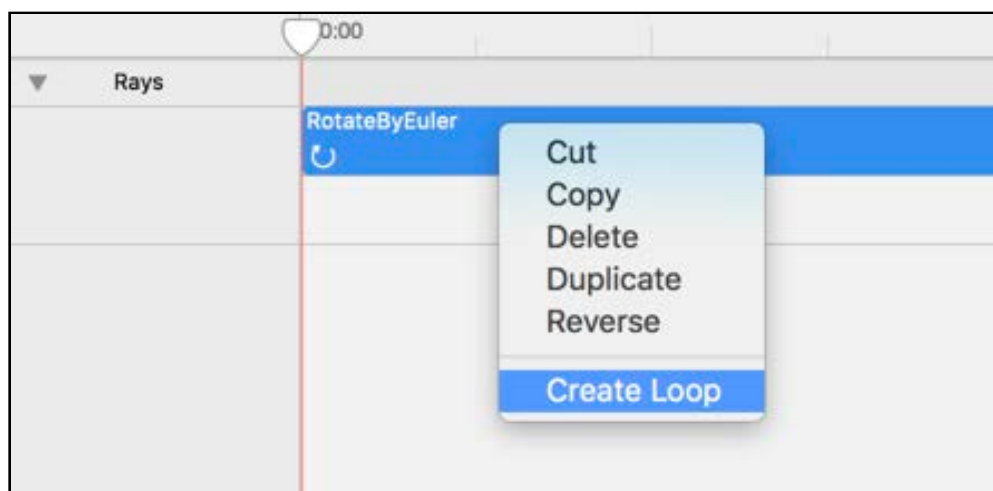 0:00
Rays
RotateByEuler
Cut
Copy
Delete
Duplicate
Reverse
Create Loop